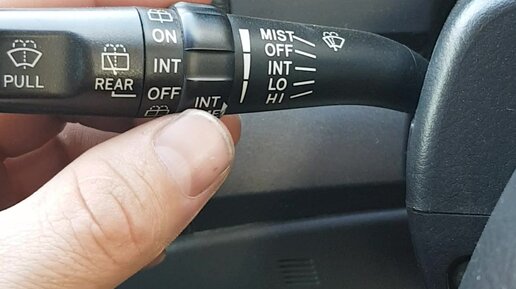 PULL
REAR
ON
INT
OFF
INT
MIST
OFF
INT
LO
HI